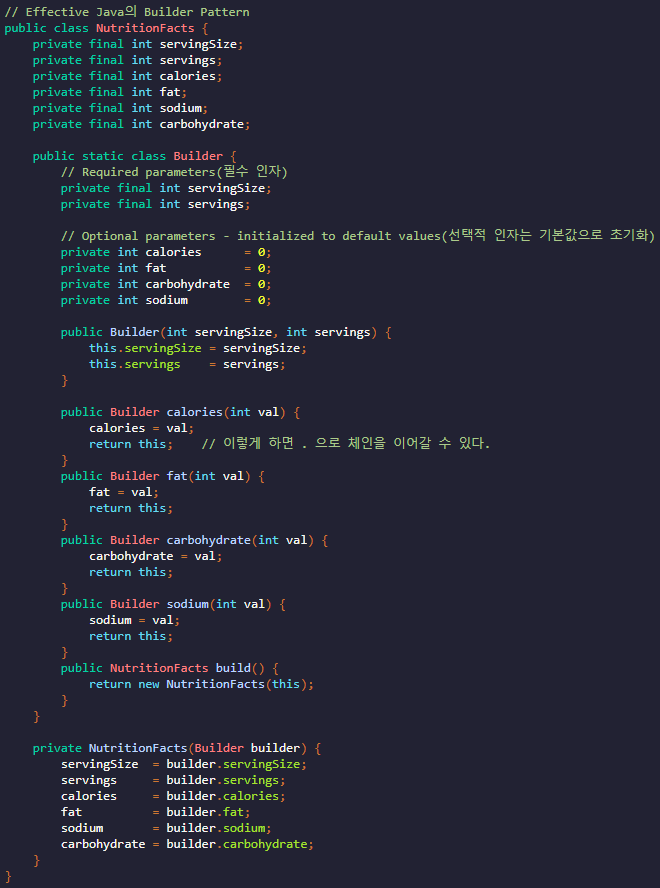 // Effective Java의 Builder Pattern
public class NutritionFacts {
    private final int servingSize;
    private final int servings;
    private final int calories;
    private final int fat;
    private final int sodium;
    private final int carbohydrate;

    public static class Builder {
        // Required parameters(필수 인자)
        private final int servingSize;
        private final int servings;

        // Optional parameters - initialized to default values(선택적 인자는 기본값으로 초기화)
        private int calories      = 0;
        private int fat           = 0;
        private int carbohydrate  = 0;
        private int sodium        = 0;

        public Builder(int servingSize, int servings) {
            this.servingSize = servingSize;
            this.servings    = servings;
        }

        public Builder calories(int val) {
            calories = val;
            return this;    // 이렇게 하면 . 으로 체인을 이어갈 수 있다.
        }
        public Builder fat(int val) {
            fat = val;
            return this;
        }
        public Builder carbohydrate(int val) {
            carbohydrate = val;
            return this;
        }
        public Builder sodium(int val) {
            sodium = val;
            return this;
        }
        public NutritionFacts build() {
            return new NutritionFacts(this);
        }
    }

    private NutritionFacts(Builder builder) {
        servingSize  = builder.servingSize;
        servings     = builder.servings;
        calories     = builder.calories;
        fat          = builder.fat;
        sodium       = builder.sodium;
        carbohydrate = builder.carbohydrate;
    }
}